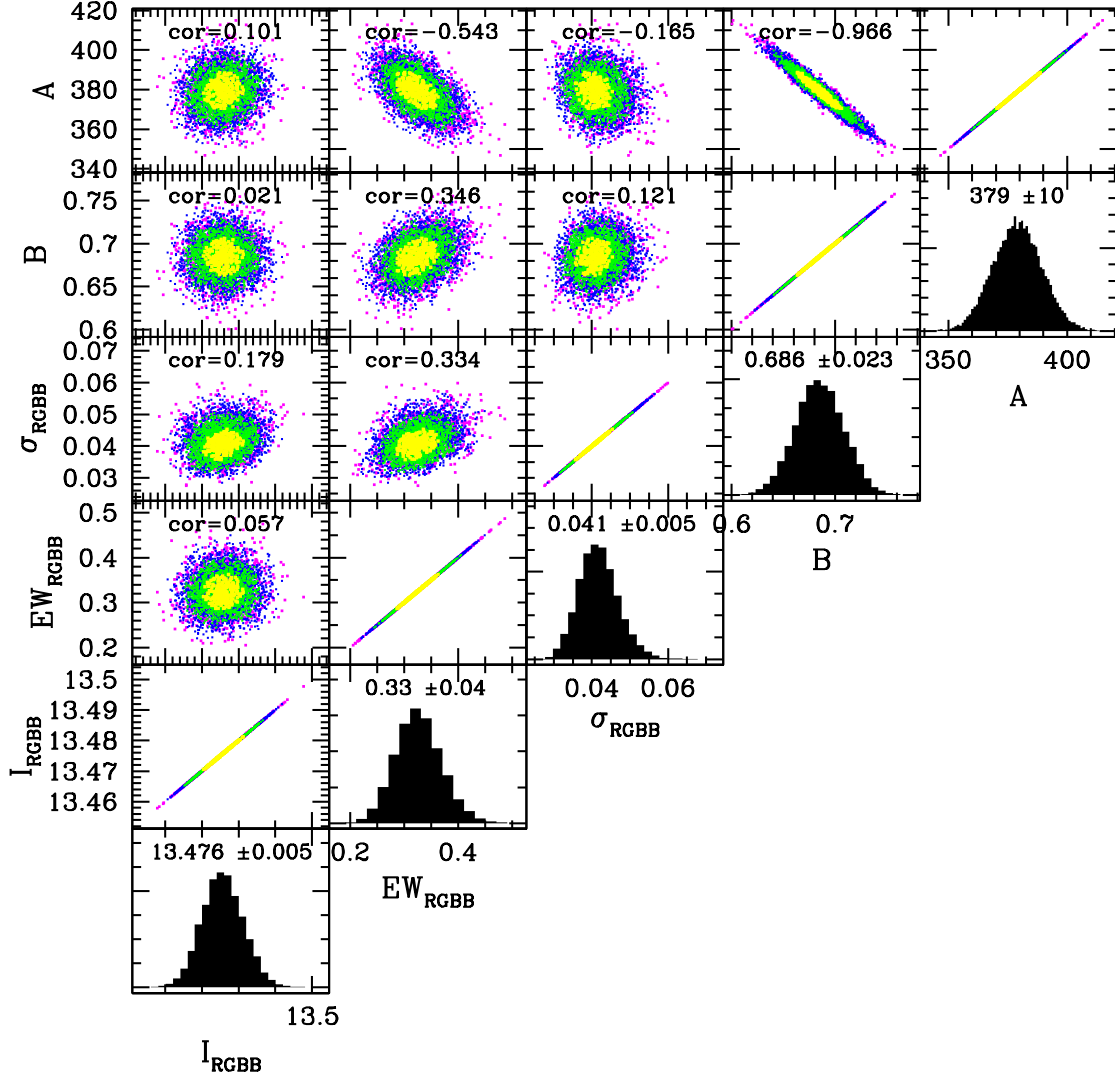 420
cor=0.101 cor=−0.543 cor=−0.165 cor=−0.966
400
A
380
360
340
cor=0.021 cor=0.346 cor=0.121 379 ±10
0.75
B
0.7
0.65
0.6
0.07
cor=0.179 cor=0.334 0.686 ±0.023 350 400
0.06
A
σRGBB
0.05
0.04
0.03
0.5
cor=0.057 0.041 ±0.005 0.6 0.7
B
EWRGBB
0.4
0.3
0.2
13.5
0.33 ±0.04 0.04 0.06
σRGBB
IRGBB
13.49
13.48
13.47
13.46
13.476 ±0.005 0.2 0.4
EWRGBB
13.5
IRGBB